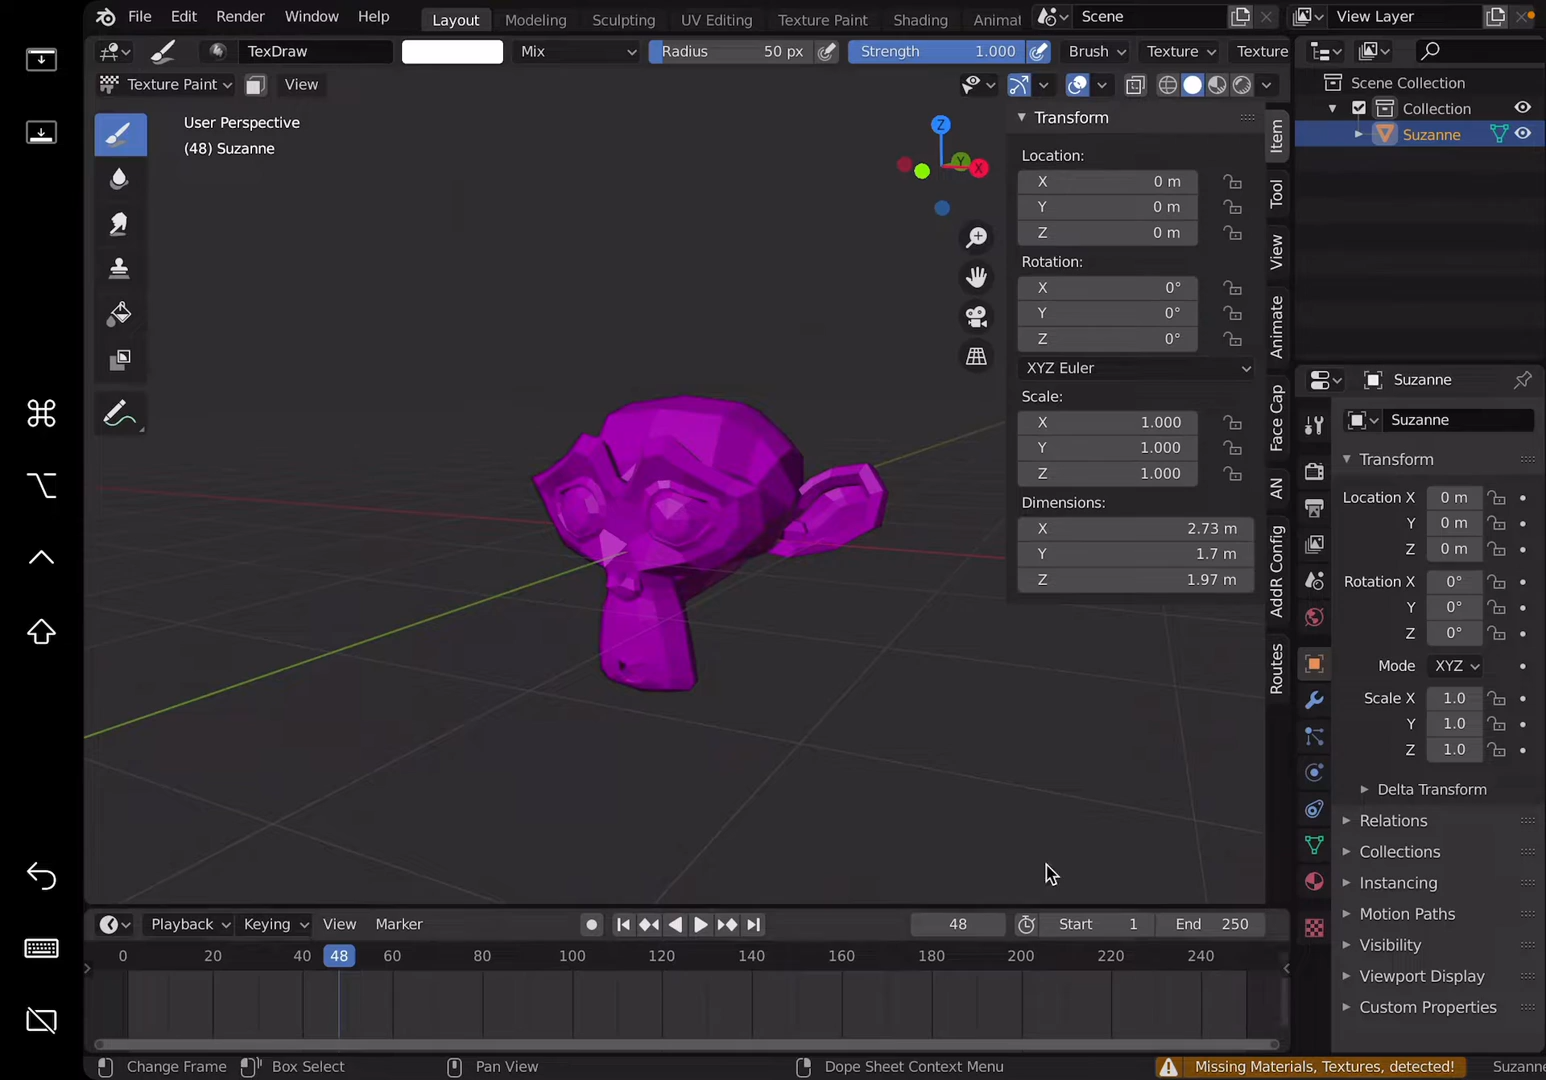 File Edit Render Window Help Layout Modeling Sculpting UV Editing Texture Paint Shading Animat Scene View Layer
TexDraw Mix Radius 50 px Strength 1.000 Brush Texture Texture
Texture Paint View
User Perspective
(48) Suzanne
Z
Y
X
Transform
Location:
X 0 m
Y 0 m
Z 0 m
Rotation:
X 0°
Y 0°
Z 0°
XYZ Euler
Scale:
X 1.000
Y 1.000
Z 1.000
Dimensions:
X 2.73 m
Y 1.7 m
Z 1.97 m
Item
Tool
View
Animate
Face Cap
AN
AddR Config
Routes
Scene Collection
Collection
Suzanne
Suzanne
Suzanne
Transform
Location X 0 m
Y 0 m
Z 0 m
Rotation X 0°
Y 0°
Z 0°
Mode XYZ
Scale X 1.0
Y 1.0
Z 1.0
Delta Transform
Relations
Collections
Instancing
Motion Paths
Visibility
Viewport Display
Custom Properties
Playback Keying View Marker 48 Start 1 End 250
0 20 40 48 60 80 100 120 140 160 180 200 220 240
Change Frame Box Select Pan View Dope Sheet Context Menu Missing Materials, Textures, detected! Suzanne